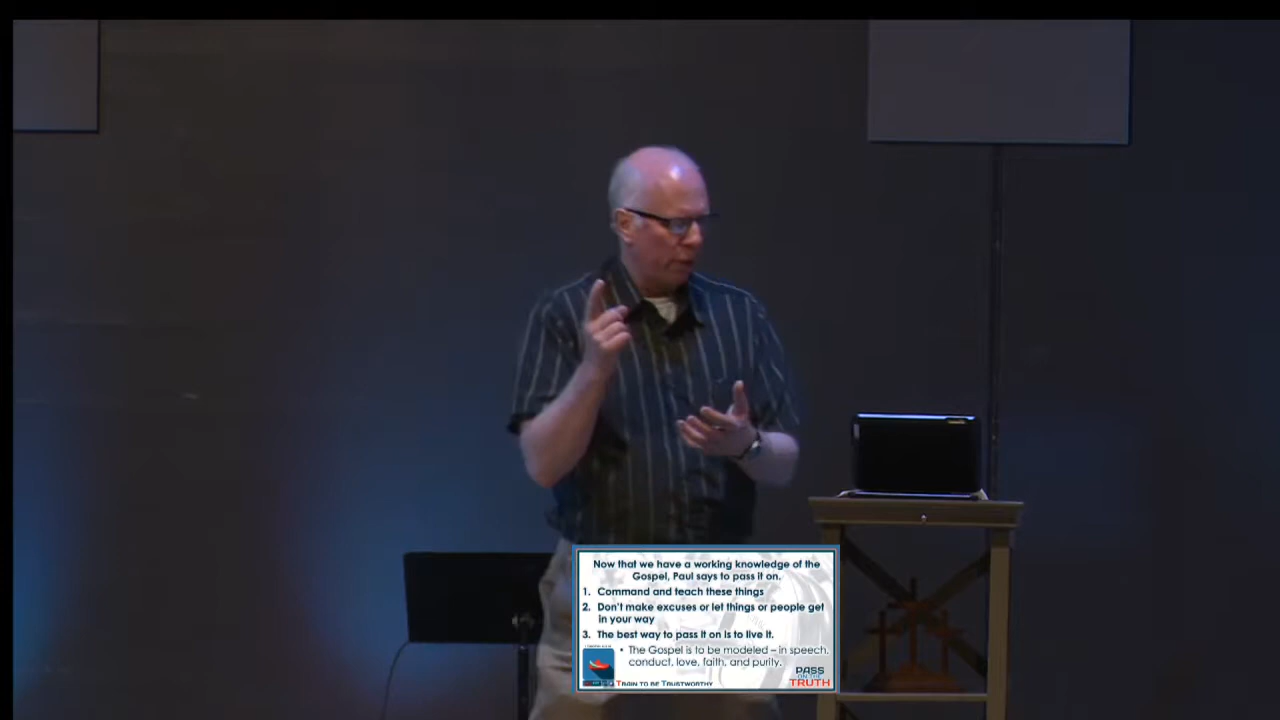 Now that we have a working knowledge of the
Gospel, Paul says to pass it on.
1. Command and teach these things
2. Don't make excuses or let things or people get
in your way
3. The best way to pass it on is to live it.
• The Gospel is to be modeled – in speech,
conduct, love, faith, and purity.
Train to be Trustworthy
PASS
ON THE
TRUTH